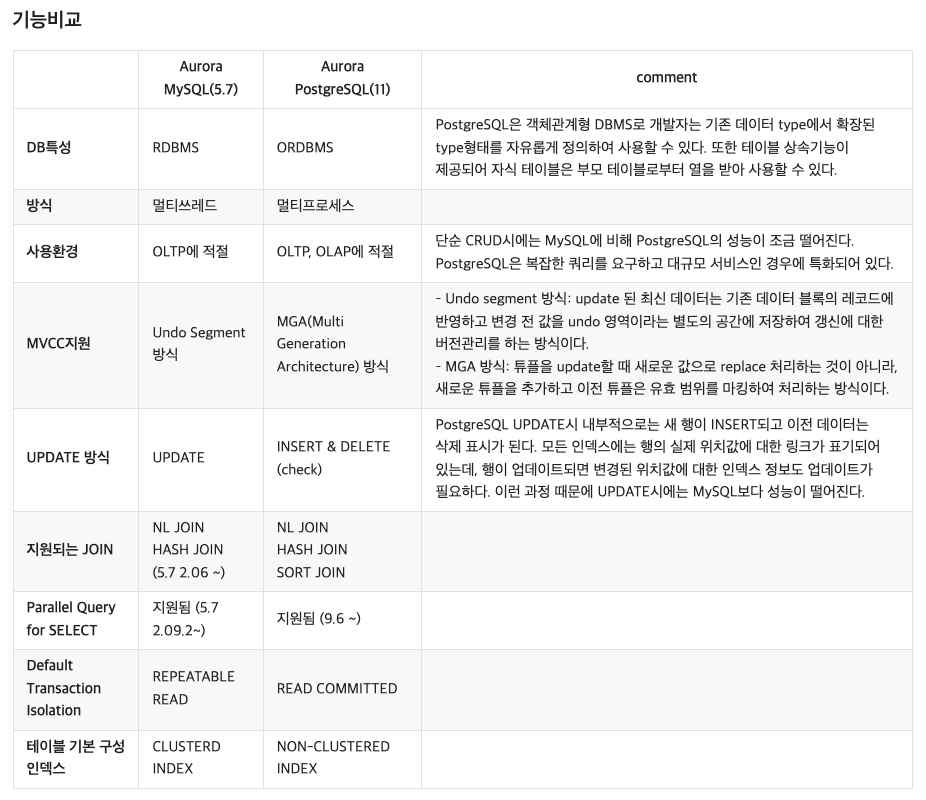 기능비교
Aurora
MySQL(5.7)
Aurora
PostgreSQL(11)
comment
DB특성
RDBMS
ORDBMS
PostgreSQL은 객체관계형 DBMS로 개발자는 기존 데이터 type에서 확장된
type형태를 자유롭게 정의하여 사용할 수 있다. 또한 테이블 상속기능이
제공되어 자식 테이블은 부모 테이블로부터 열을 받아 사용할 수 있다.
방식
멀티쓰레드
멀티프로세스
사용환경
OLTP에 적절
OLTP, OLAP에 적절
단순 CRUD시에는 MySQL에 비해 PostgreSQL의 성능이 조금 떨어진다.
PostgreSQL은 복잡한 쿼리를 요구하고 대규모 서비스인 경우에 특화되어 있다.
MVCC지원
Undo Segment
방식
MGA(Multi
Generation
Architecture) 방식
- Undo segment 방식: update 된 최신 데이터는 기존 데이터 블록의 레코드에
반영하고 변경 전 값을 undo 영역이라는 별도의 공간에 저장하여 갱신에 대한
버전관리를 하는 방식이다.
- MGA 방식: 튜플을 update할 때 새로운 값으로 replace 처리하는 것이 아니라,
새로운 튜플을 추가하고 이전 튜플은 유효 범위를 마킹하여 처리하는 방식이다.
UPDATE 방식
UPDATE
INSERT & DELETE
(check)
PostgreSQL UPDATE시 내부적으로는 새 행이 INSERT되고 이전 데이터는
삭제 표시가 된다. 모든 인덱스에는 행의 실제 위치값에 대한 링크가 표기되어
있는데, 행이 업데이트되면 변경된 위치값에 대한 인덱스 정보도 업데이트가
필요하다. 이런 과정 때문에 UPDATE시에는 MySQL보다 성능이 떨어진다.
지원되는 JOIN
NL JOIN
HASH JOIN
(5.7 2.06 ~)
NL JOIN
HASH JOIN
SORT JOIN
Parallel Query
for SELECT
지원됨 (5.7
2.09.2~)
지원됨 (9.6 ~)
Default
Transaction
Isolation
REPEATABLE
READ
READ COMMITTED
테이블 기본 구성
인덱스
CLUSTERD
INDEX
NON-CLUSTERED
INDEX